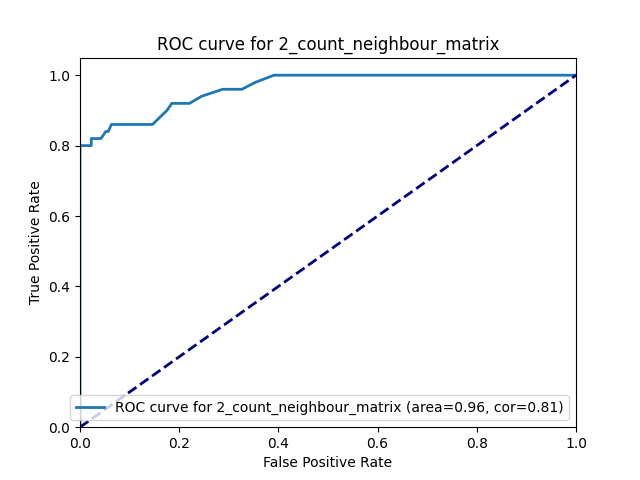 ROC curve for 2_count_neighbour_matrix
1.0
0.8
0.6
0.4
0.2
0.0
True Positive Rate
ROC curve for 2_count_neighbour_matrix (area=0.96, cor=0.81)
0.0 0.2 0.4 0.6 0.8 1.0
False Positive Rate